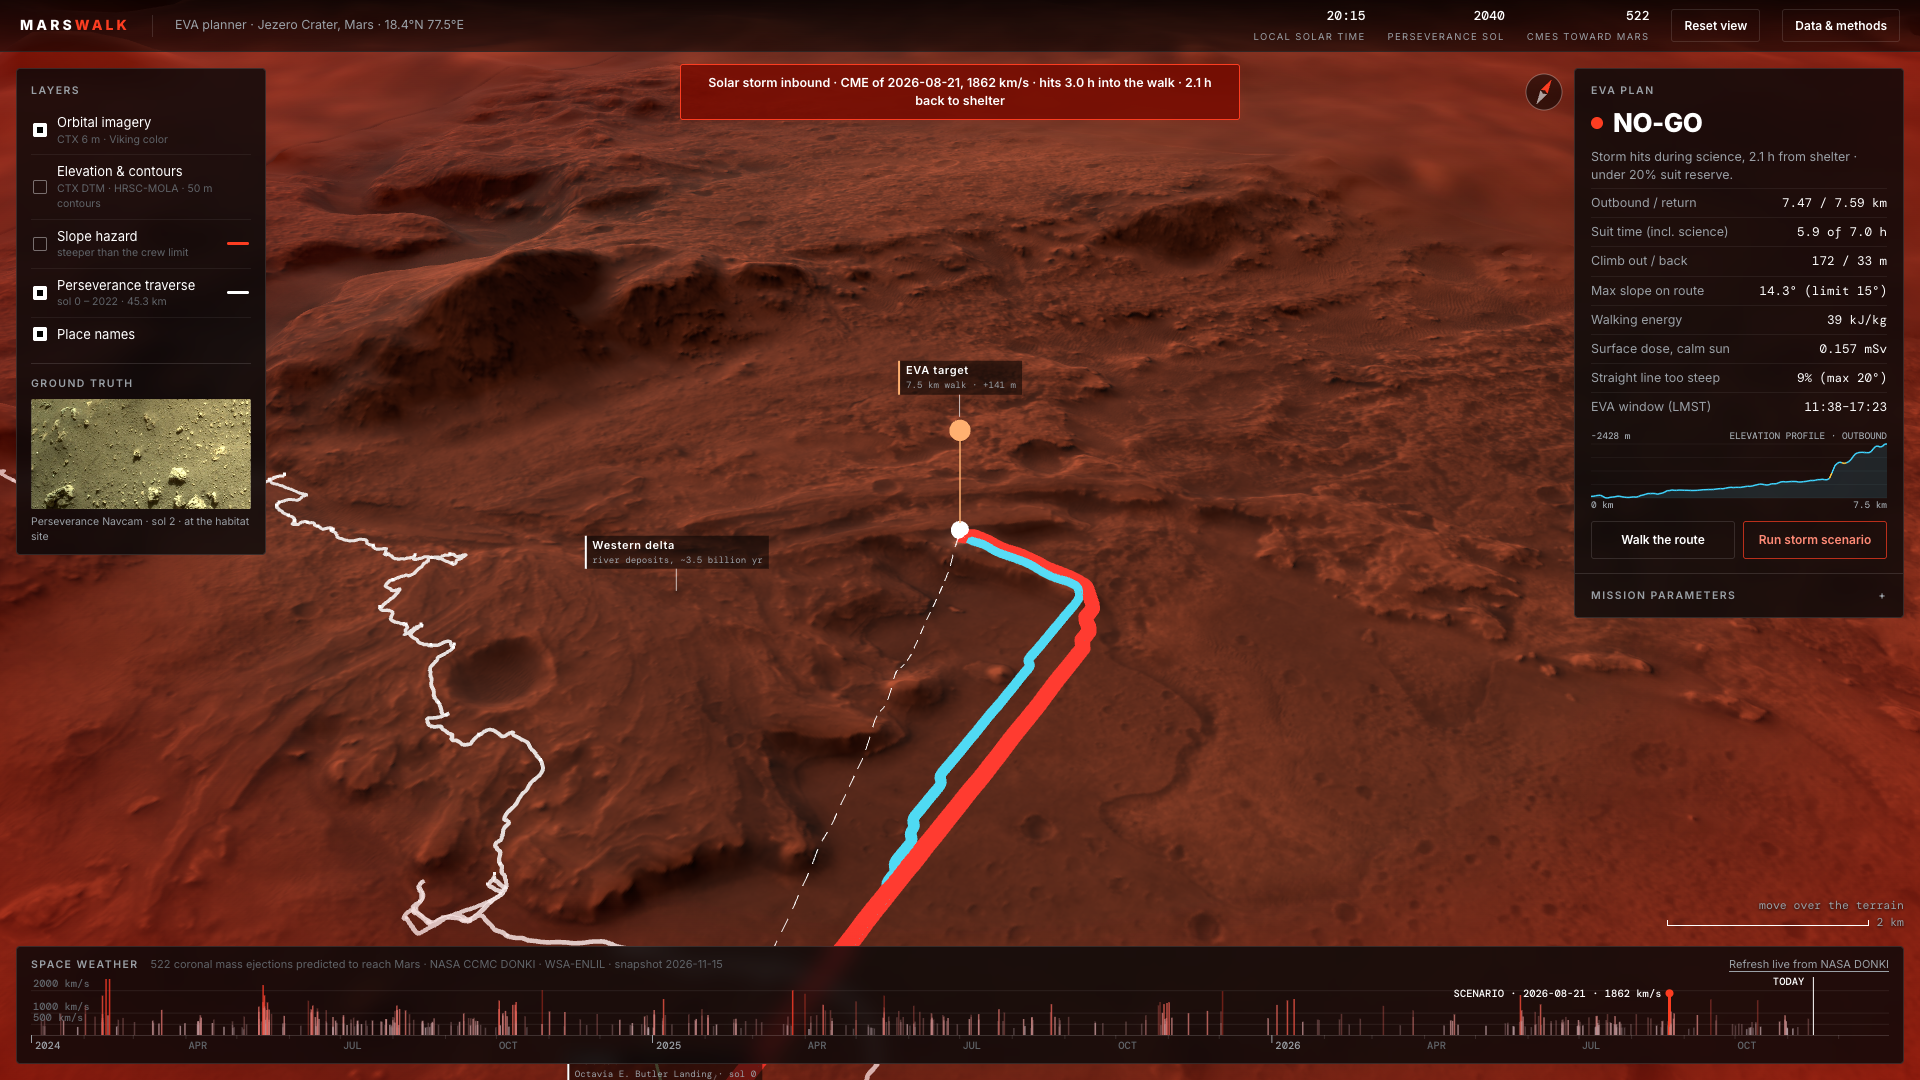 MARSWALK
EVA planner · Jezero Crater, Mars · 18.4°N 77.5°E
20:15
LOCAL SOLAR TIME
2040
PERSEVERANCE SOL
522
CMES TOWARD MARS
Reset view
Data & methods
LAYERS
Orbital imagery
CTX 6 m · Viking color
Elevation & contours
CTX DTM · HRSC-MOLA · 50 m
contours
Slope hazard
steeper than the crew limit
Perseverance traverse
sol 0 – 2022 · 45.3 km
Place names
GROUND TRUTH
Perseverance Navcam · sol 2 · at the habitat
site
Solar storm inbound · CME of 2026-08-21, 1862 km/s · hits 3.0 h into the walk · 2.1 h
back to shelter
EVA target
7.5 km walk · +141 m
Western delta
river deposits, ~3.5 billion yr
EVA PLAN
NO-GO
Storm hits during science, 2.1 h from shelter ·
under 20% suit reserve.
Outbound / return 7.47 / 7.59 km
Suit time (incl. science) 5.9 of 7.0 h
Climb out / back 172 / 33 m
Max slope on route 14.3° (limit 15°)
Walking energy 39 kJ/kg
Surface dose, calm sun 0.157 mSv
Straight line too steep 9% (max 20°)
EVA window (LMST) 11:38–17:23
-2428 m ELEVATION PROFILE · OUTBOUND
0 km 7.5 km
Walk the route
Run storm scenario
MISSION PARAMETERS +
move over the terrain
2 km
SPACE WEATHER 522 coronal mass ejections predicted to reach Mars · NASA CCMC DONKI · WSA-ENLIL · snapshot 2026-11-15
Refresh live from NASA DONKI
2000 km/s
1000 km/s
500 km/s
TODAY
SCENARIO · 2026-08-21 · 1862 km/s
2024 APR JUL OCT 2025 APR JUL OCT 2026 APR JUL OCT
Octavia E. Butler Landing · sol 0